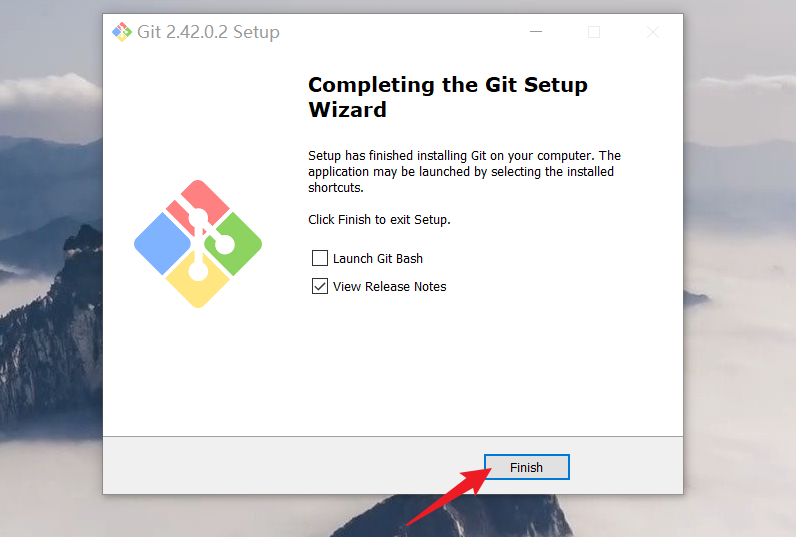 Git 2.42.0.2 Setup
Completing the Git Setup
Wizard
Setup has finished installing Git on your computer. The
application may be launched by selecting the installed
shortcuts.
Click Finish to exit Setup.
Launch Git Bash
View Release Notes
Finish